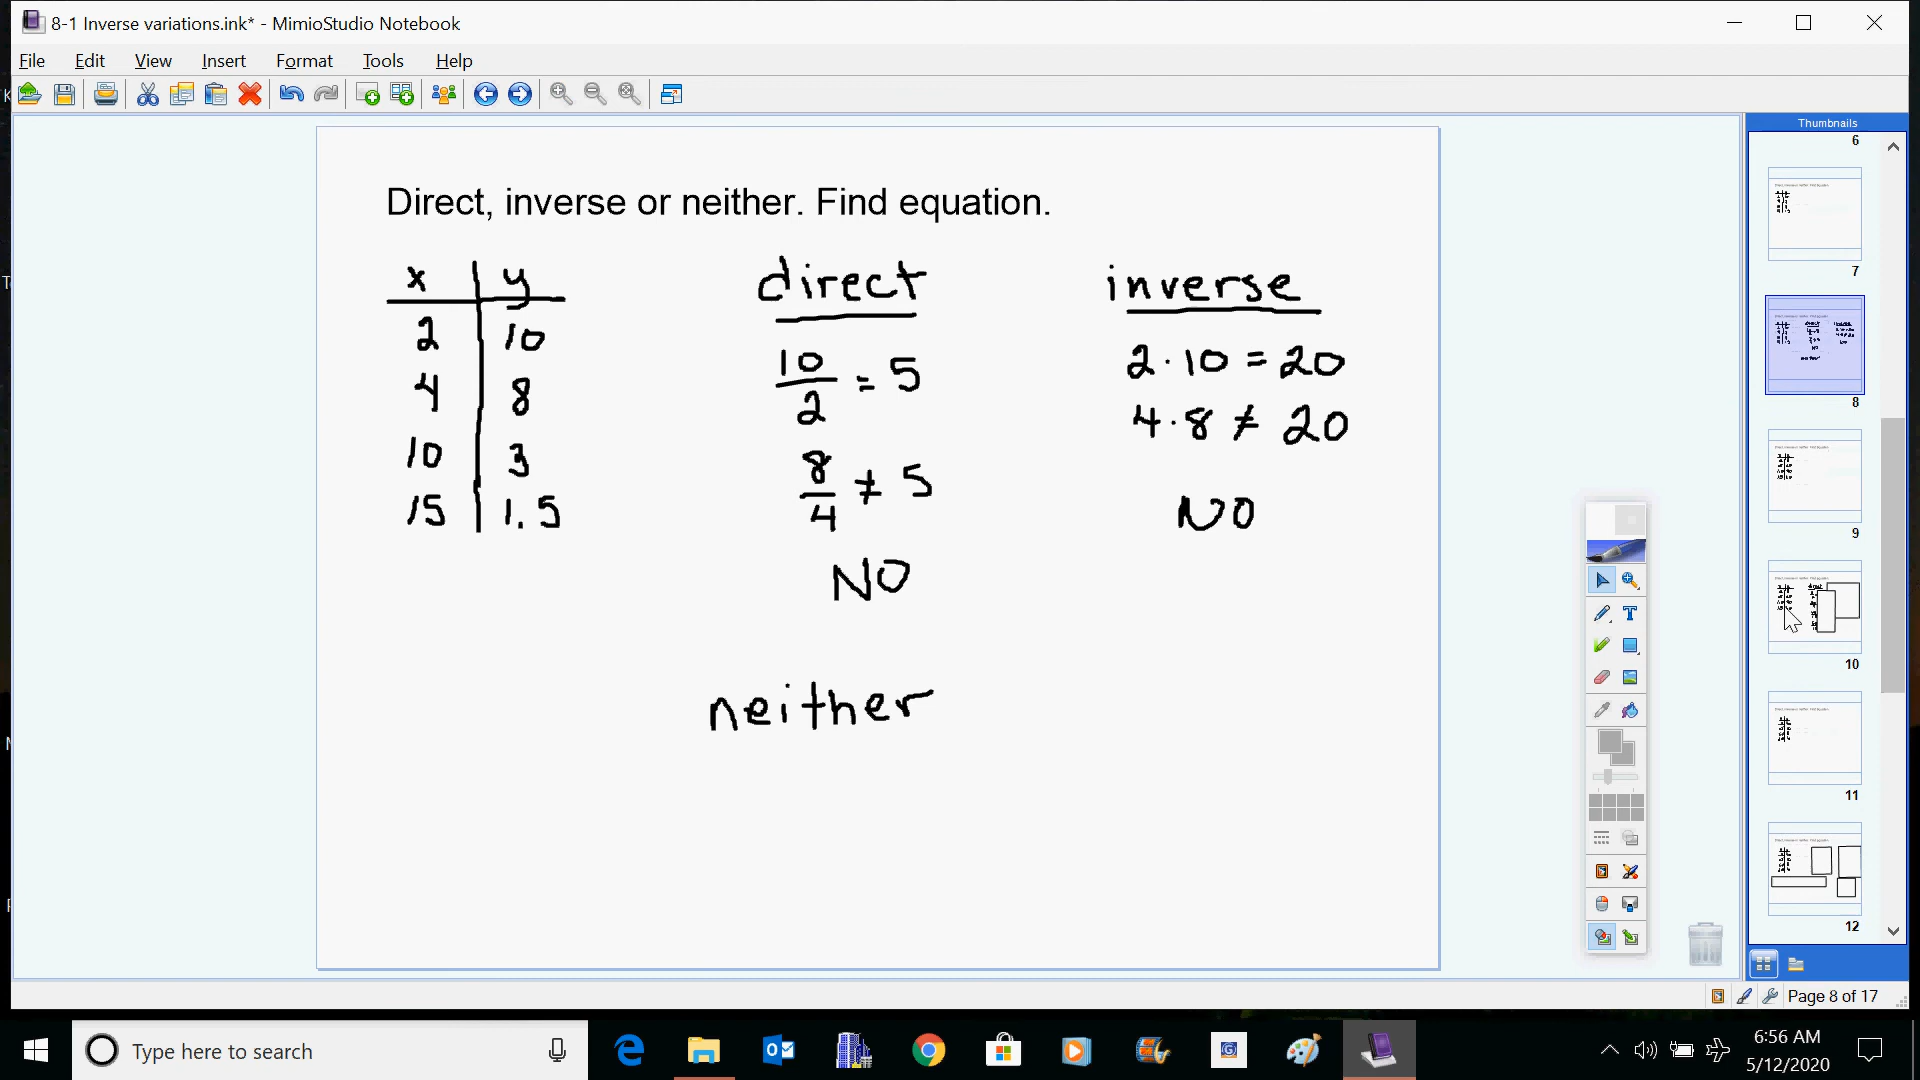 8-1 Inverse variations.ink* - MimioStudio Notebook
File Edit View Insert Format Tools Help
Thumbnails
6
7
8
9
10
11
12
Direct, inverse or neither. Find equation.
x y
2 10
4 8
10 3
15 1.5
direct
10/2 = 5
8/4 ≠ 5
NO
inverse
2·10 = 20
4·8 ≠ 20
NO
neither
Page 8 of 17
Type here to search
6:56 AM
5/12/2020